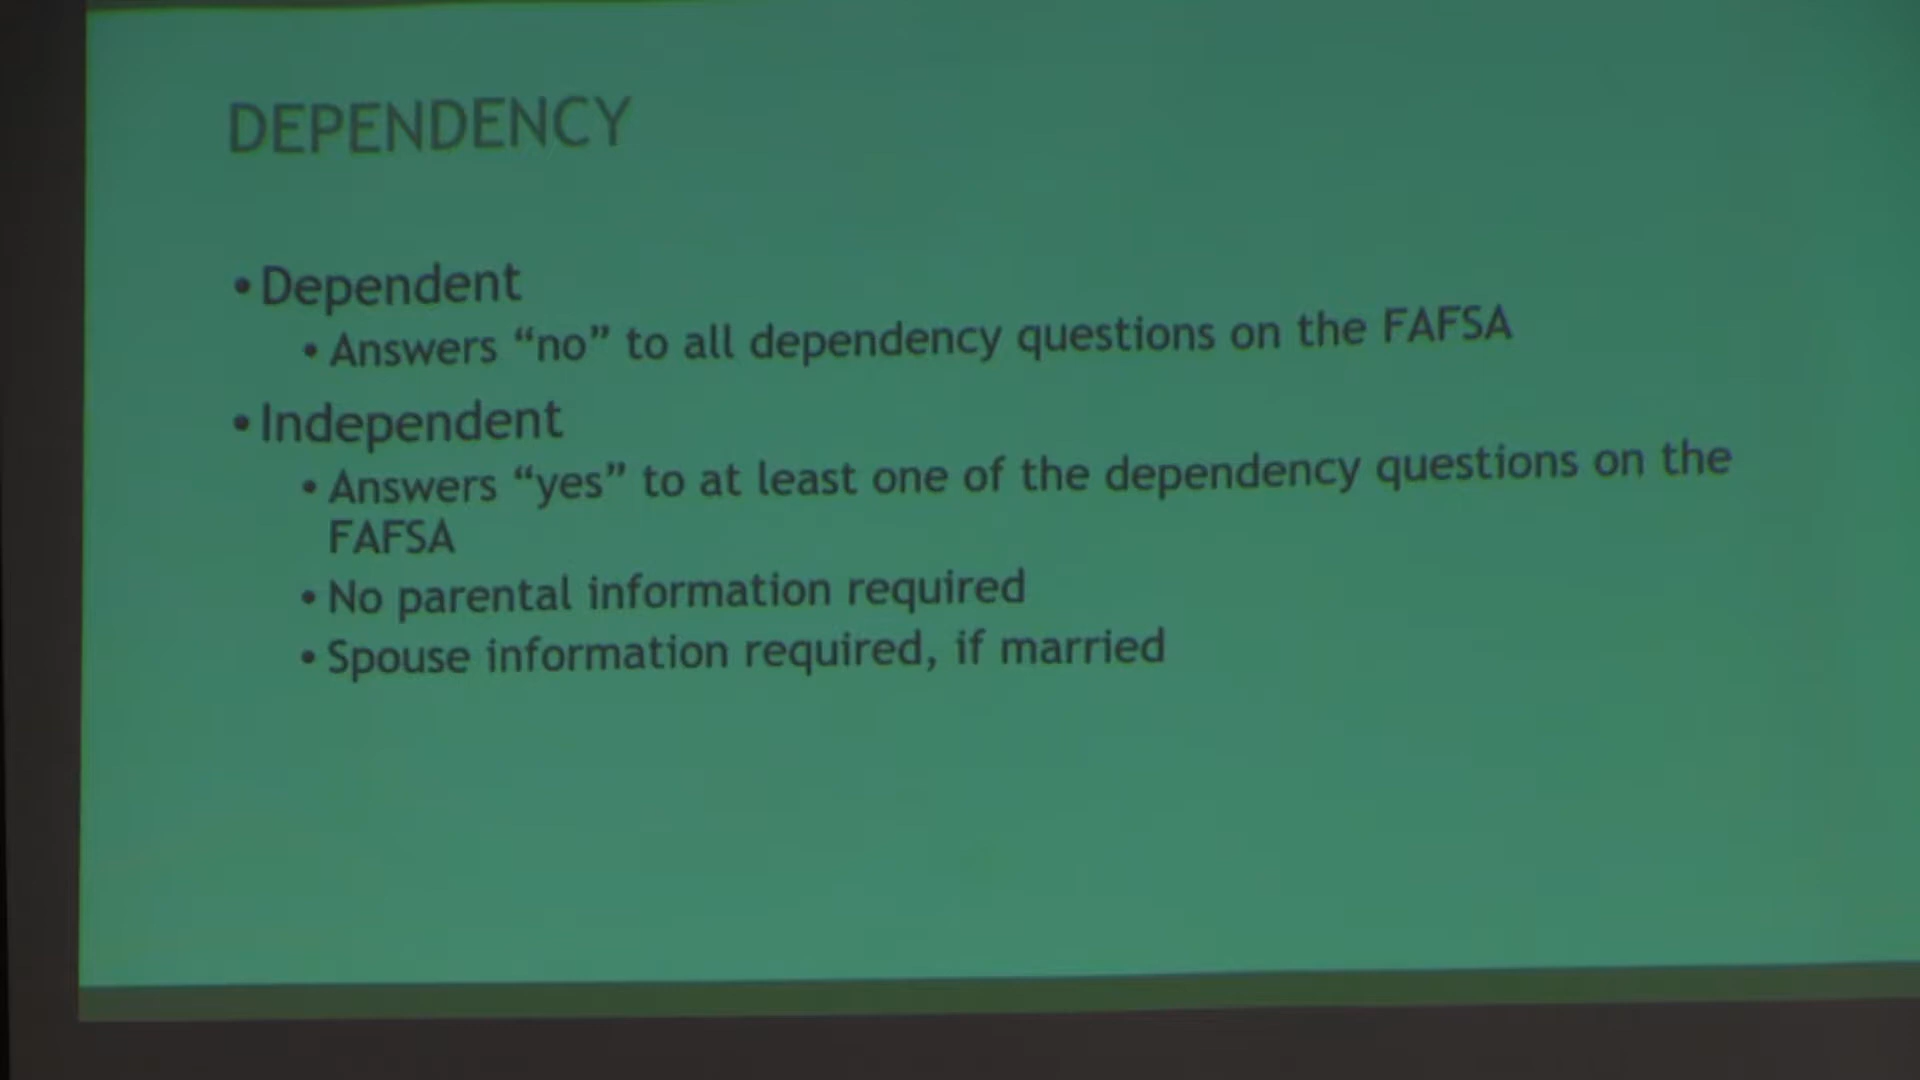 DEPENDENCY
• Dependent
• Answers “no” to all dependency questions on the FAFSA
• Independent
• Answers “yes” to at least one of the dependency questions on the
FAFSA
• No parental information required
• Spouse information required, if married